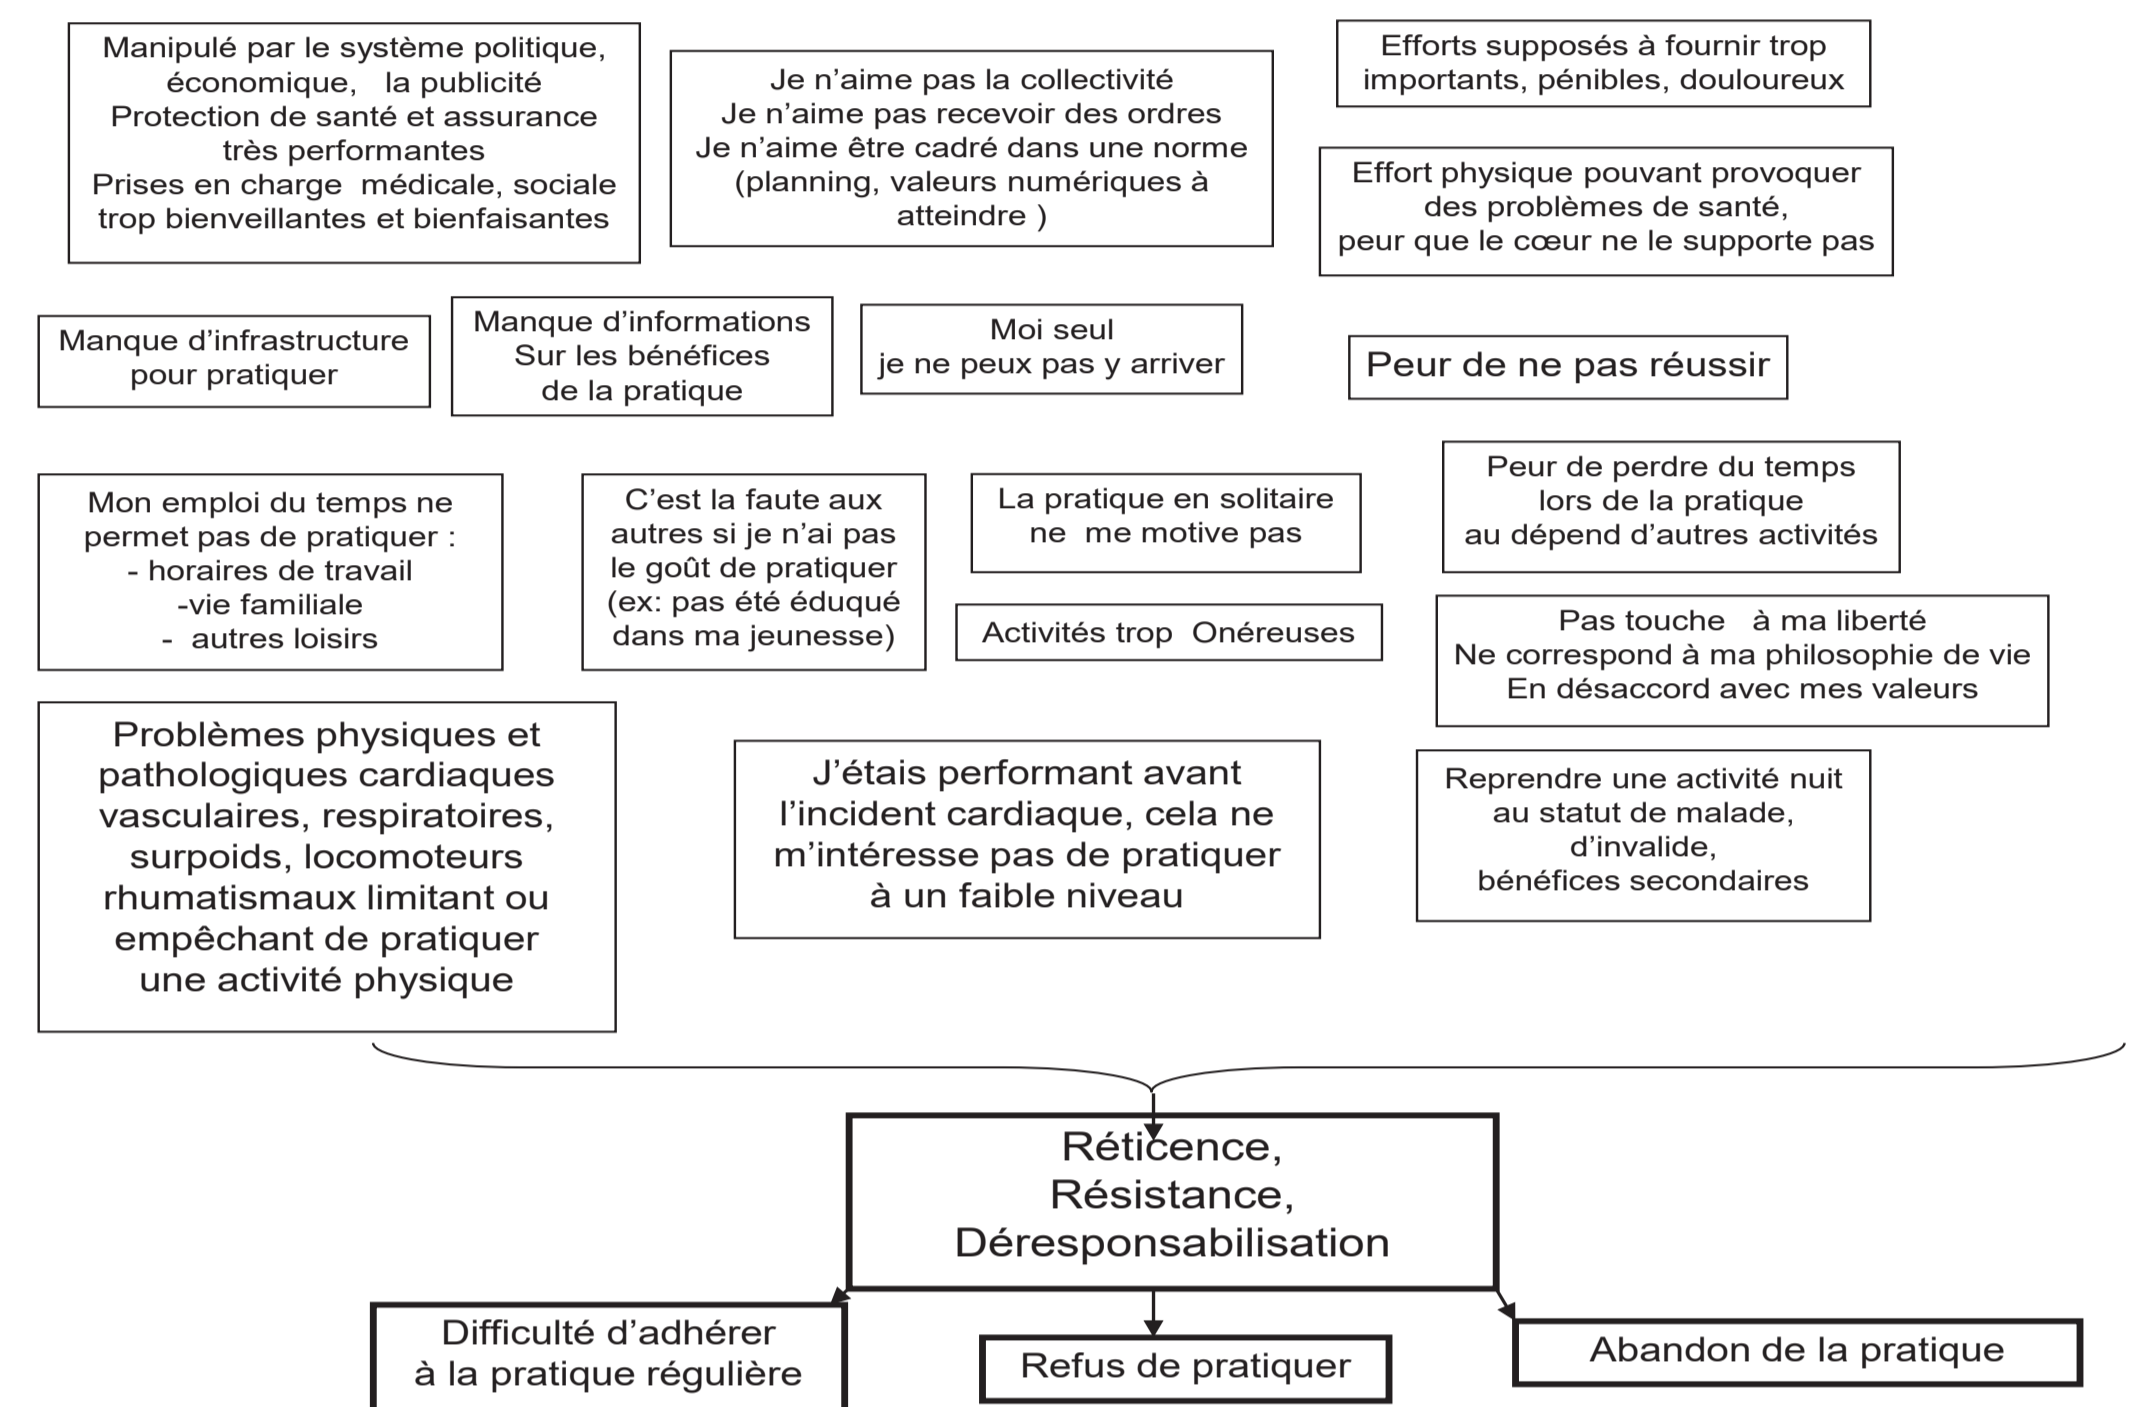 Manipulé par le système politique,
économique, la publicité
Protection de santé et assurance
très performantes
Prises en charge médicale, sociale
trop bienveillantes et bienfaisantes
Je n’aime pas la collectivité
Je n’aime pas recevoir des ordres
Je n’aime être cadré dans une norme
(planning, valeurs numériques à
atteindre )
Efforts supposés à fournir trop
importants, pénibles, douloureux
Effort physique pouvant provoquer
des problèmes de santé,
peur que le cœur ne le supporte pas
Manque d’infrastructure
pour pratiquer
Manque d’informations
Sur les bénéfices
de la pratique
Moi seul
je ne peux pas y arriver
Peur de ne pas réussir
Mon emploi du temps ne
permet pas de pratiquer :
- horaires de travail
-vie familiale
- autres loisirs
C’est la faute aux
autres si je n’ai pas
le goût de pratiquer
(ex: pas été éduqué
dans ma jeunesse)
La pratique en solitaire
ne me motive pas
Activités trop Onéreuses
Peur de perdre du temps
lors de la pratique
au dépend d’autres activités
Pas touche à ma liberté
Ne correspond à ma philosophie de vie
En désaccord avec mes valeurs
Problèmes physiques et
pathologiques cardiaques
vasculaires, respiratoires,
surpoids, locomoteurs
rhumatismaux limitant ou
empêchant de pratiquer
une activité physique
J’étais performant avant
l’incident cardiaque, cela ne
m’intéresse pas de pratiquer
à un faible niveau
Reprendre une activité nuit
au statut de malade,
d’invalide,
bénéfices secondaires
Réticence,
Résistance,
Déresponsabilisation
Difficulté d’adhérer
à la pratique régulière
Refus de pratiquer
Abandon de la pratique